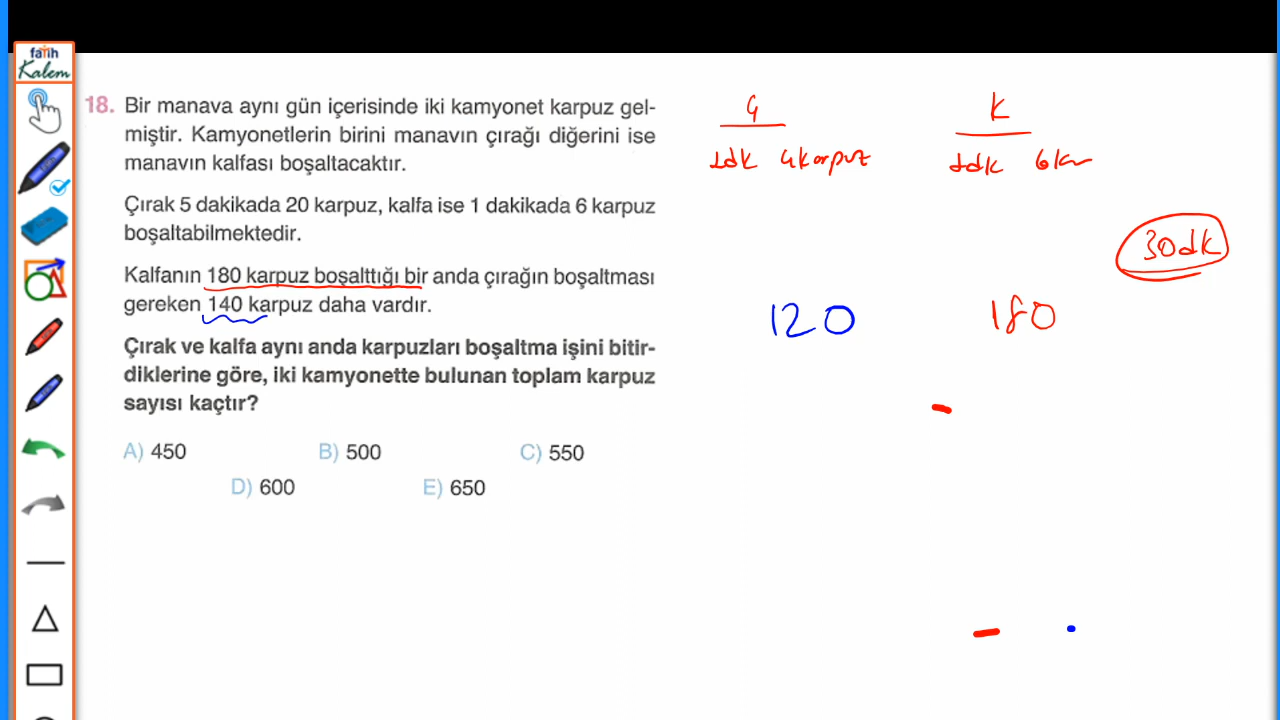 fatih
Kalem
18. Bir manava aynı gün içerisinde iki kamyonet karpuz gel-
miştir. Kamyonetlerin birini manavın çırağı diğerini ise
manavın kalfası boşaltacaktır.
Çırak 5 dakikada 20 karpuz, kalfa ise 1 dakikada 6 karpuz
boşaltabilmektedir.
Kalfanın 180 karpuz boşalttığı bir anda çırağın boşaltması
gereken 140 karpuz daha vardır.
Çırak ve kalfa aynı anda karpuzları boşaltma işini bitir-
diklerine göre, iki kamyonette bulunan toplam karpuz
sayısı kaçtır?
A) 450 B) 500 C) 550
D) 600 E) 650
Ç K
1dk 4karpuz 1dk 6kar
30dk
120 180